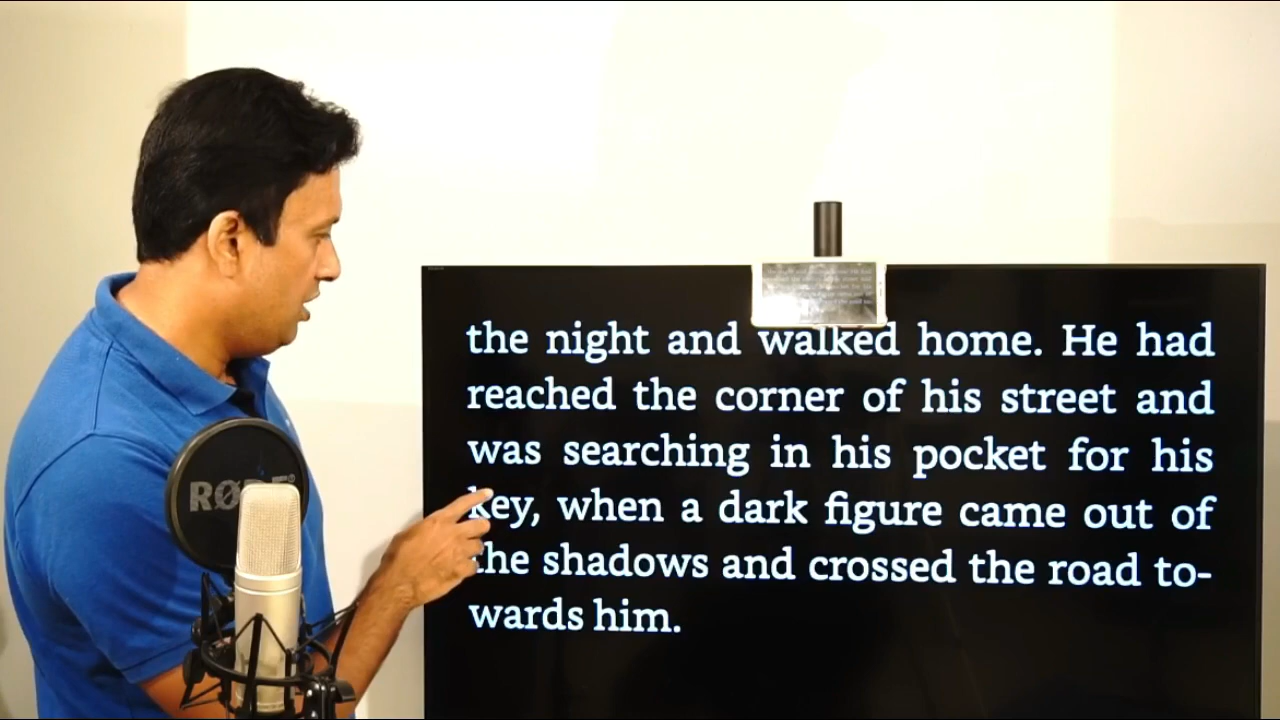 the night and walked home. He had
reached the corner of his street and
was searching in his pocket for his
key, when a dark figure came out of
the shadows and crossed the road to-
wards him.
RØDE